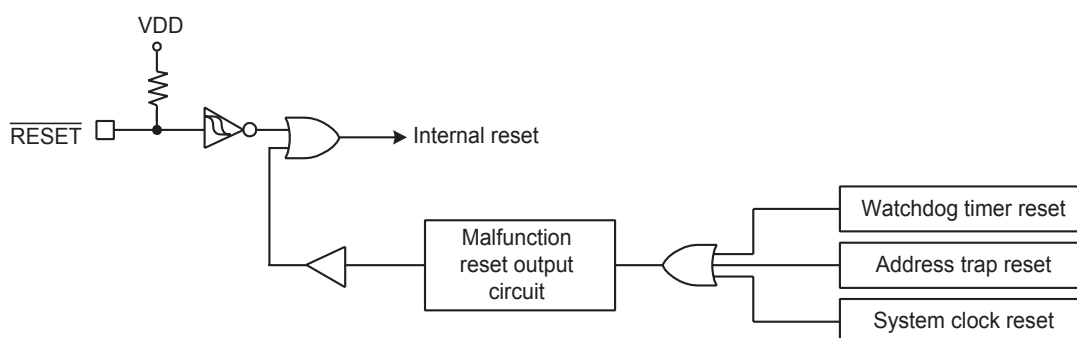 VDD
RESET
Internal reset
Watchdog timer reset
Malfunction
reset output
circuit
Address trap reset
System clock reset